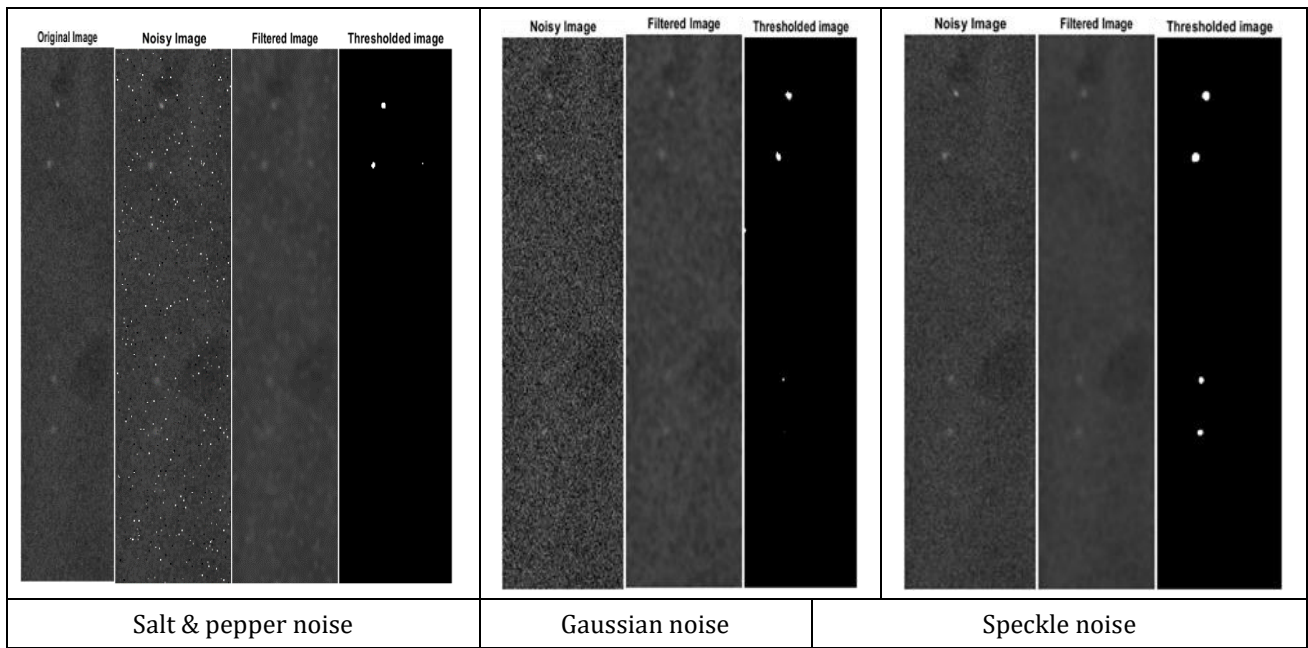 Original Image Noisy Image Filtered Image Thresholded image
Noisy Image Filtered Image Thresholded image
Noisy Image Filtered Image Thresholded image
Salt & pepper noise Gaussian noise Speckle noise